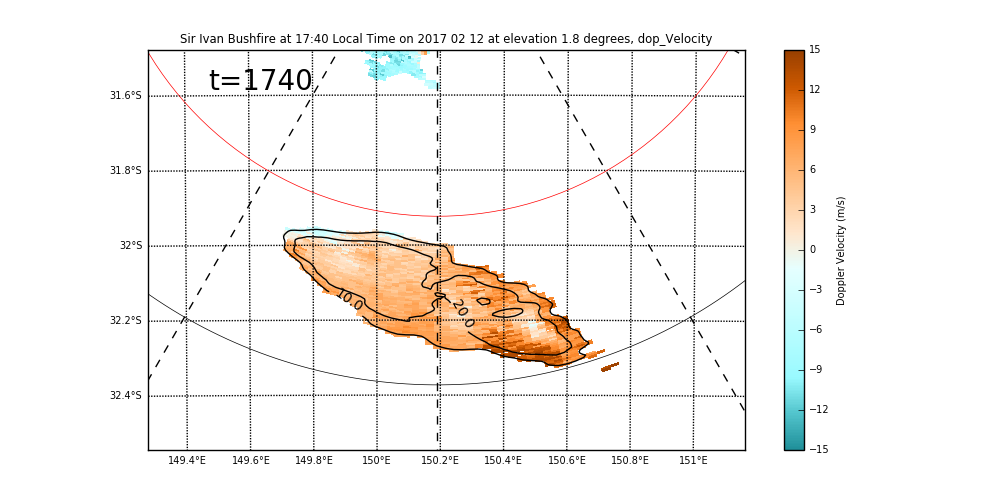 Sir Ivan Bushfire at 17:40 Local Time on 2017 02 12 at elevation 1.8 degrees, dop_Velocity
t=1740
31.6°S
31.8°S
32°S
32.2°S
32.4°S
10.0
20.0
149.4°E 149.6°E 149.8°E 150°E 150.2°E 150.4°E 150.6°E 150.8°E 151°E
15
12
9
6
3
0
−3
−6
−9
−12
−15
Doppler Velocity (m/s)